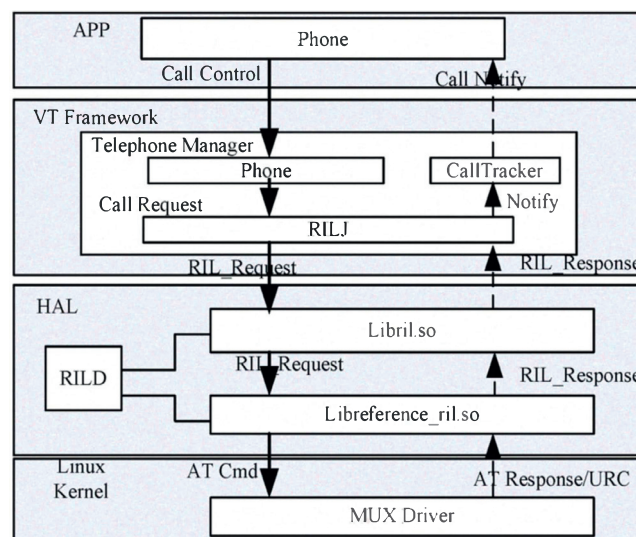 APP
Phone
Call Control
Call Notify
VT Framework
Telephone Manager
Phone
CallTracker
Call Request
Notify
RILJ
RIL_Request
RIL_Response
HAL
Libril.so
RILD
RIL_Request
RIL_Response
Libreference_ril.so
Linux
Kernel
AT Cmd
AT Response/URC
MUX Driver